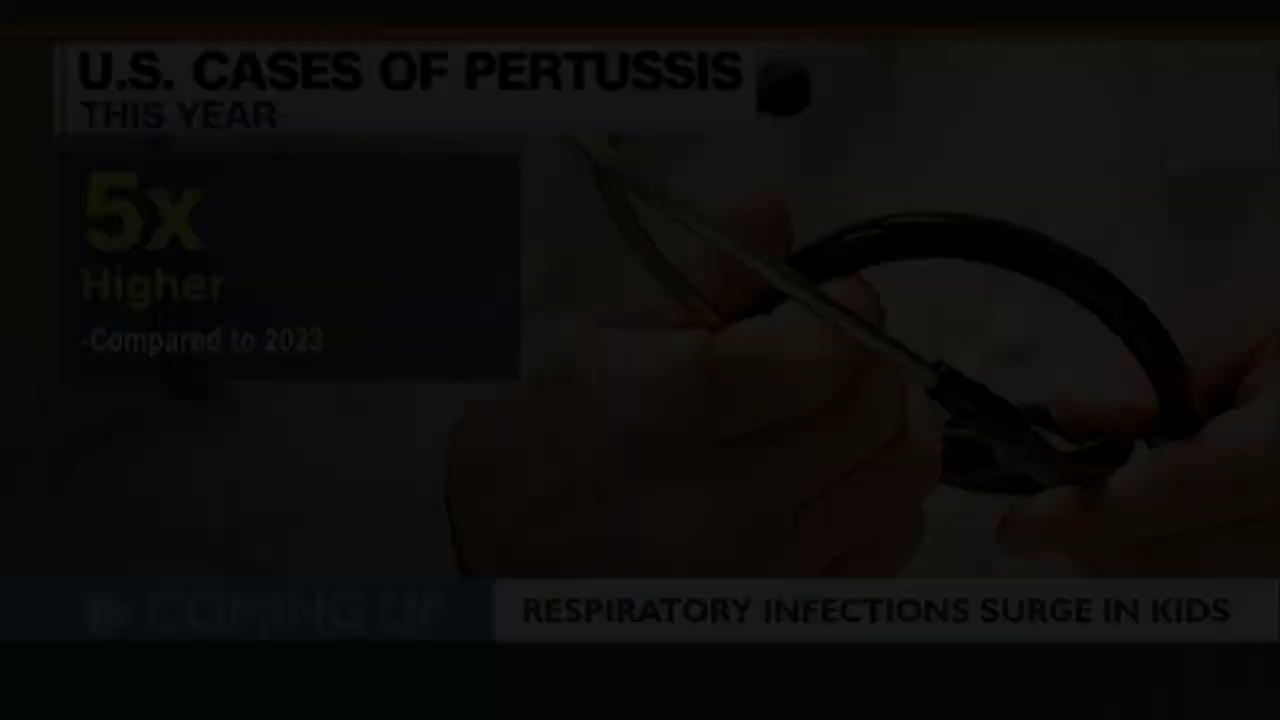 U.S. CASES OF PERTUSSIS
THIS YEAR
5x
Higher
-Compared to 2023
COMING UP
RESPIRATORY INFECTIONS SURGE IN KIDS